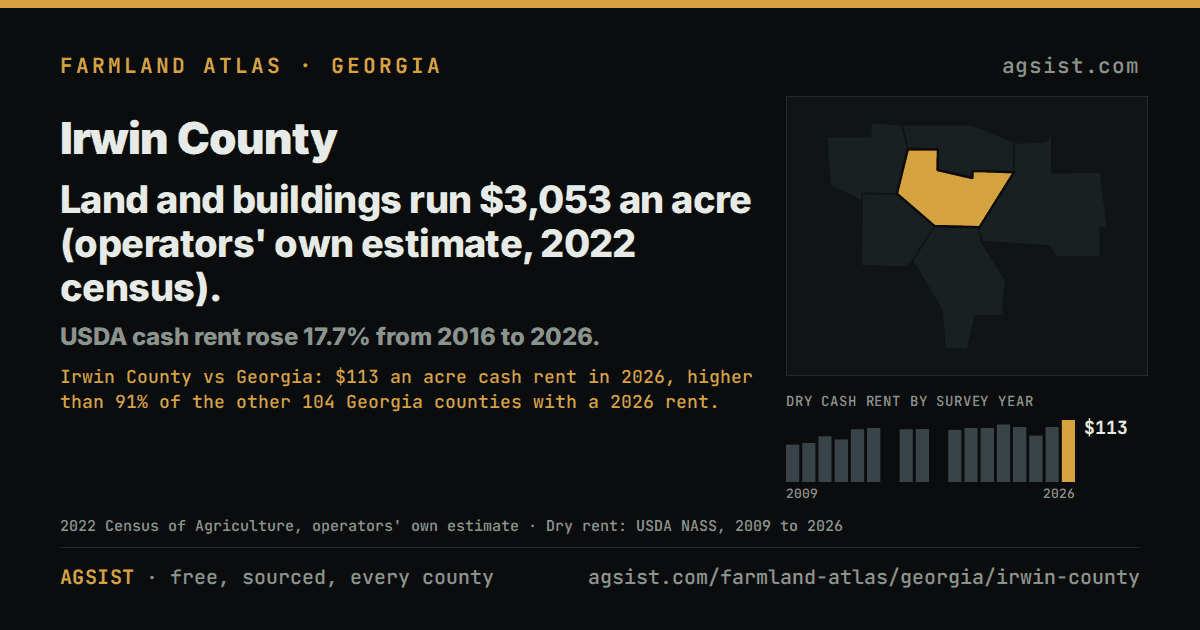 FARMLAND ATLAS · GEORGIA
agsist.com
Irwin County
Land and buildings run $3,053 an acre
(operators' own estimate, 2022
census).
USDA cash rent rose 17.7% from 2016 to 2026.
Irwin County vs Georgia: $113 an acre cash rent in 2026, higher
than 91% of the other 104 Georgia counties with a 2026 rent.
DRY CASH RENT BY SURVEY YEAR
$113
2009
2026
2022 Census of Agriculture, operators' own estimate · Dry rent: USDA NASS, 2009 to 2026
AGSIST · free, sourced, every county
agsist.com/farmland-atlas/georgia/irwin-county